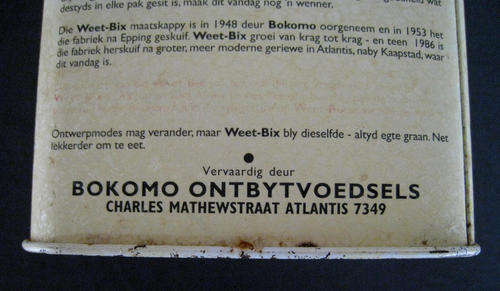 destyds in elke pak gesit is, maak dit vandag nog 'n wenner.
Die Weet-Bix maatskappy is in 1948 deur Bokomo oorgeneem en in 1953 het
die fabriek na Epping geskuif. Weet-Bix groei van krag tot krag - en teen 1986 is
die fabriek herskuif na groter, meer moderne geriewe in Atlantis, naby Kaapstad, waar
dit vandag is.
Ontwerpmodes mag verander, maar Weet-Bix bly dieselfde - altyd egte graan. Net
lekkerder om te eet.
Vervaardig deur
BOKOMO ONTBYTVOEDSELS
CHARLES MATHEWSTRAAT ATLANTIS 7349